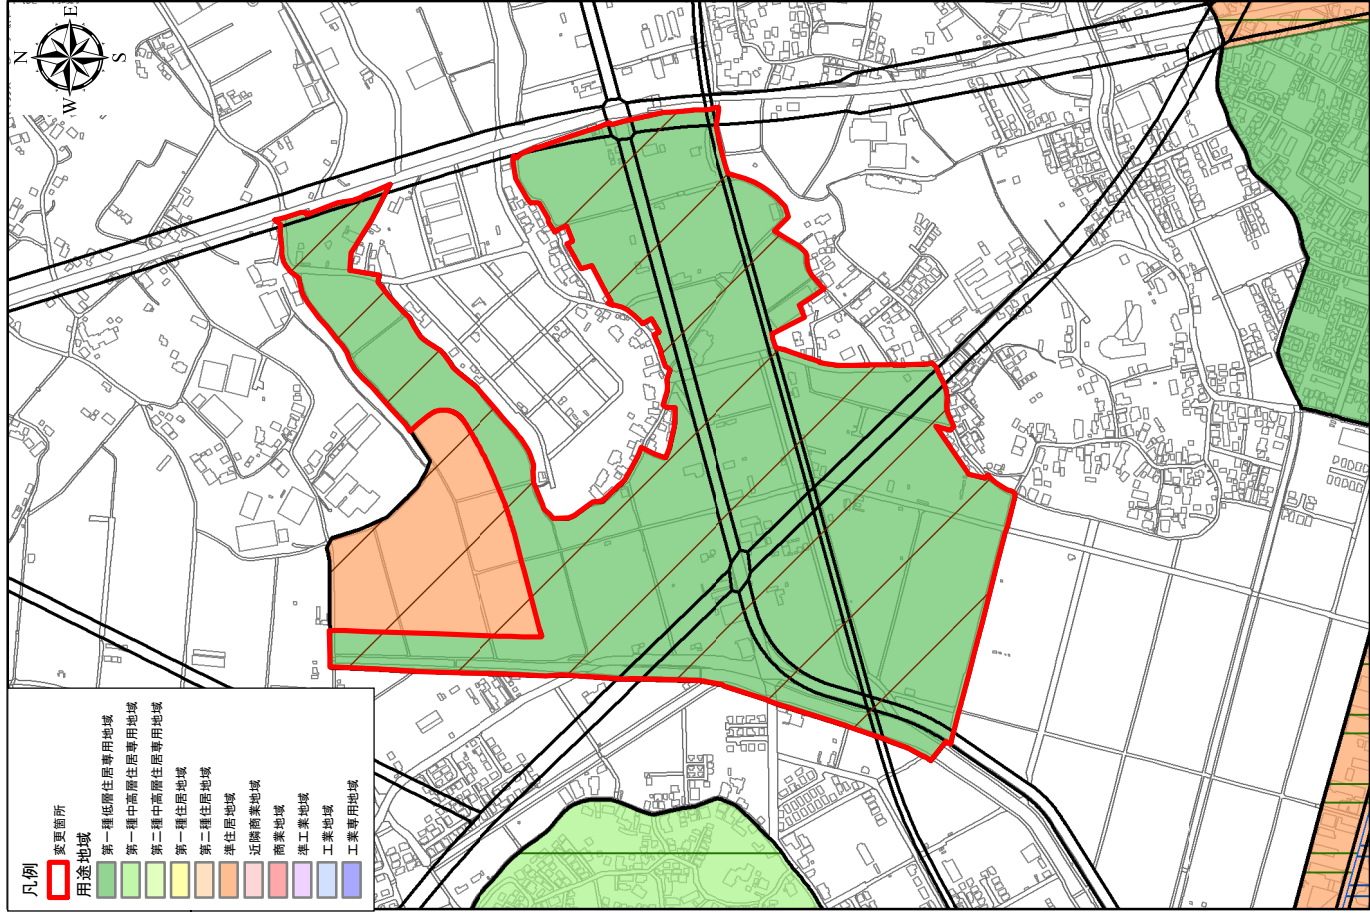 N
E
W
S
凡例
変更箇所
用途地域
第一種低層住居専用地域
第一種中高層住居専用地域
第二種中高層住居専用地域
第一種住居地域
第二種住居地域
準住居地域
近隣商業地域
商業地域
準工業地域
工業地域
工業専用地域